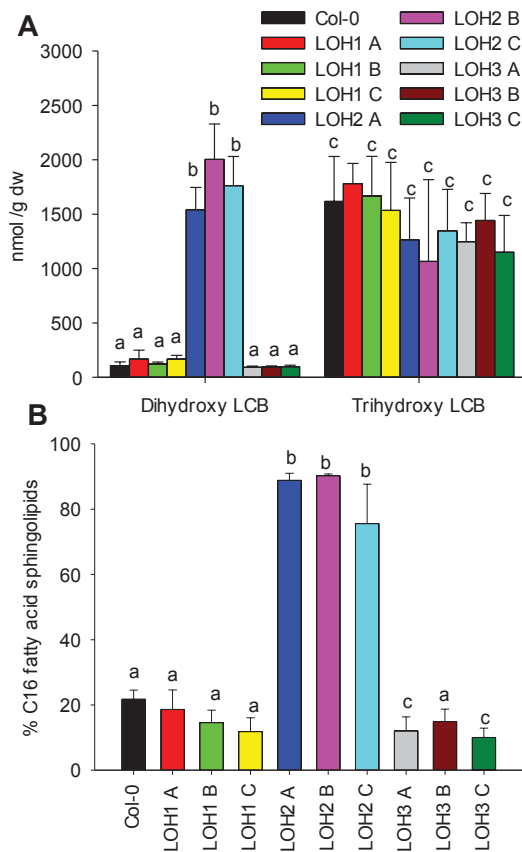 A
Col-0
LOH1 A
LOH1 B
LOH1 C
LOH2 A
LOH2 B
LOH2 C
LOH3 A
LOH3 B
LOH3 C
nmol /g dw
3000
2500
2000
1500
1000
500
0
a a a a b b b a a a
c c c c c c c c c c
Dihydroxy LCB Trihydroxy LCB
B
% C16 fatty acid sphingolipids
100
80
60
40
20
0
a a a a b b b c a c
Col-0
LOH1 A
LOH1 B
LOH1 C
LOH2 A
LOH2 B
LOH2 C
LOH3 A
LOH3 B
LOH3 C